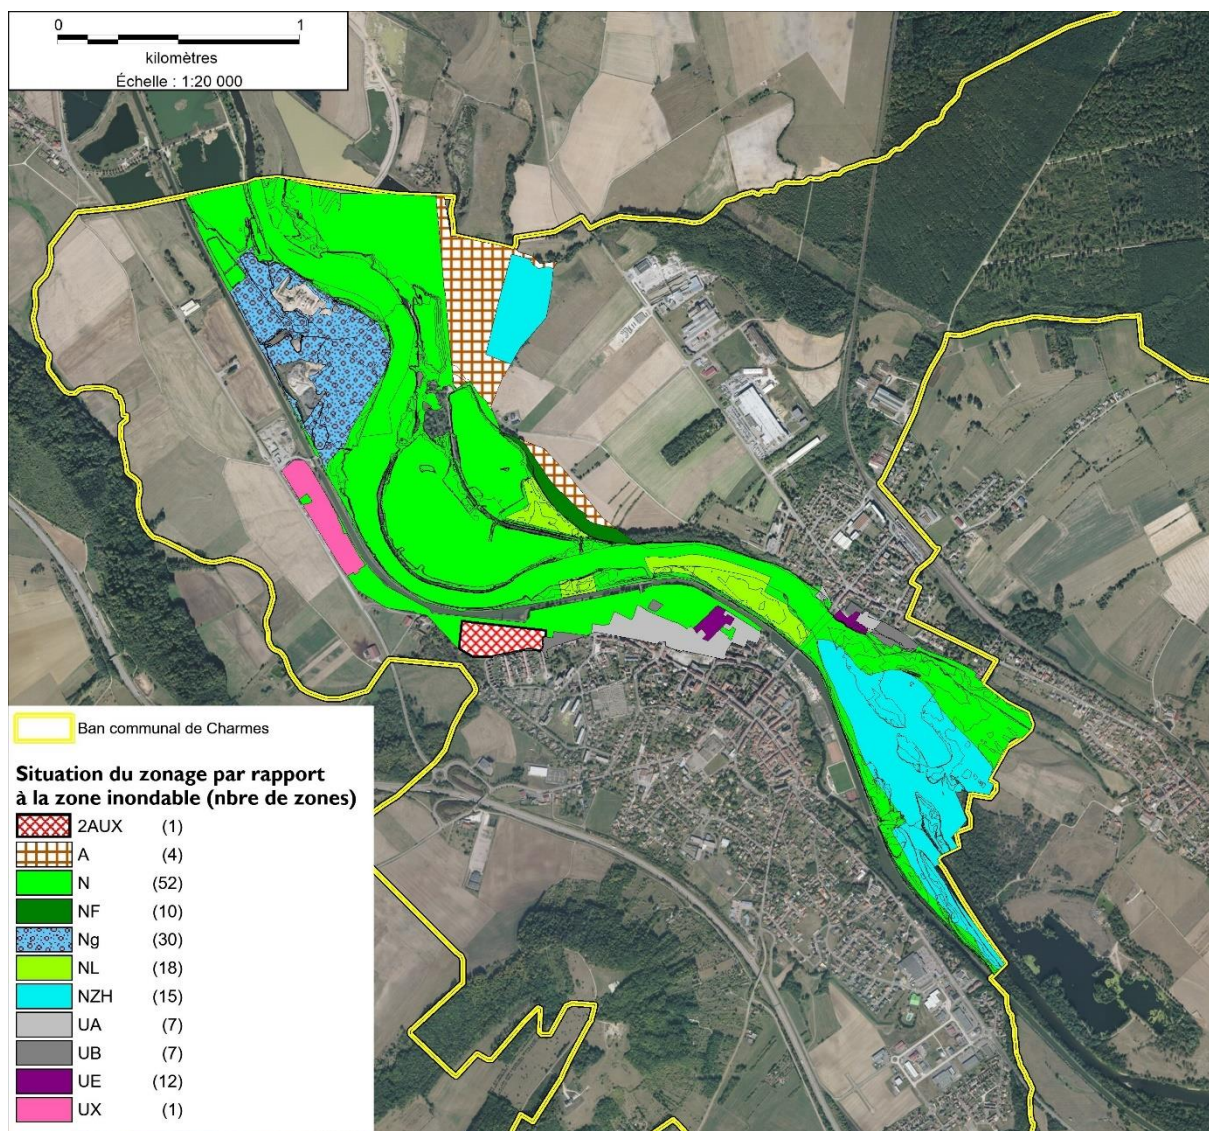 0 1
kilomètres
Échelle : 1:20 000
Ban communal de Charmes
Situation du zonage par rapport
à la zone inondable (nbre de zones)
2AUX (1)
A (4)
N (52)
NF (10)
Ng (30)
NL (18)
NZH (15)
UA (7)
UB (7)
UE (12)
UX (1)